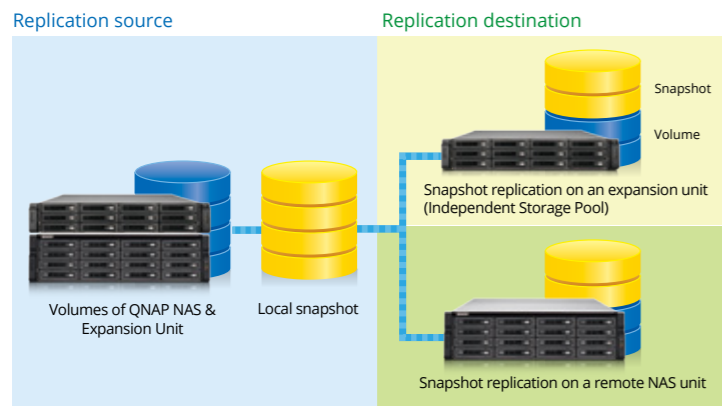 Replication source
Replication destination
Snapshot
Volume
Snapshot replication on an expansion unit
(Independent Storage Pool)
Volumes of QNAP NAS &
Expansion Unit
Local snapshot
Snapshot replication on a remote NAS unit